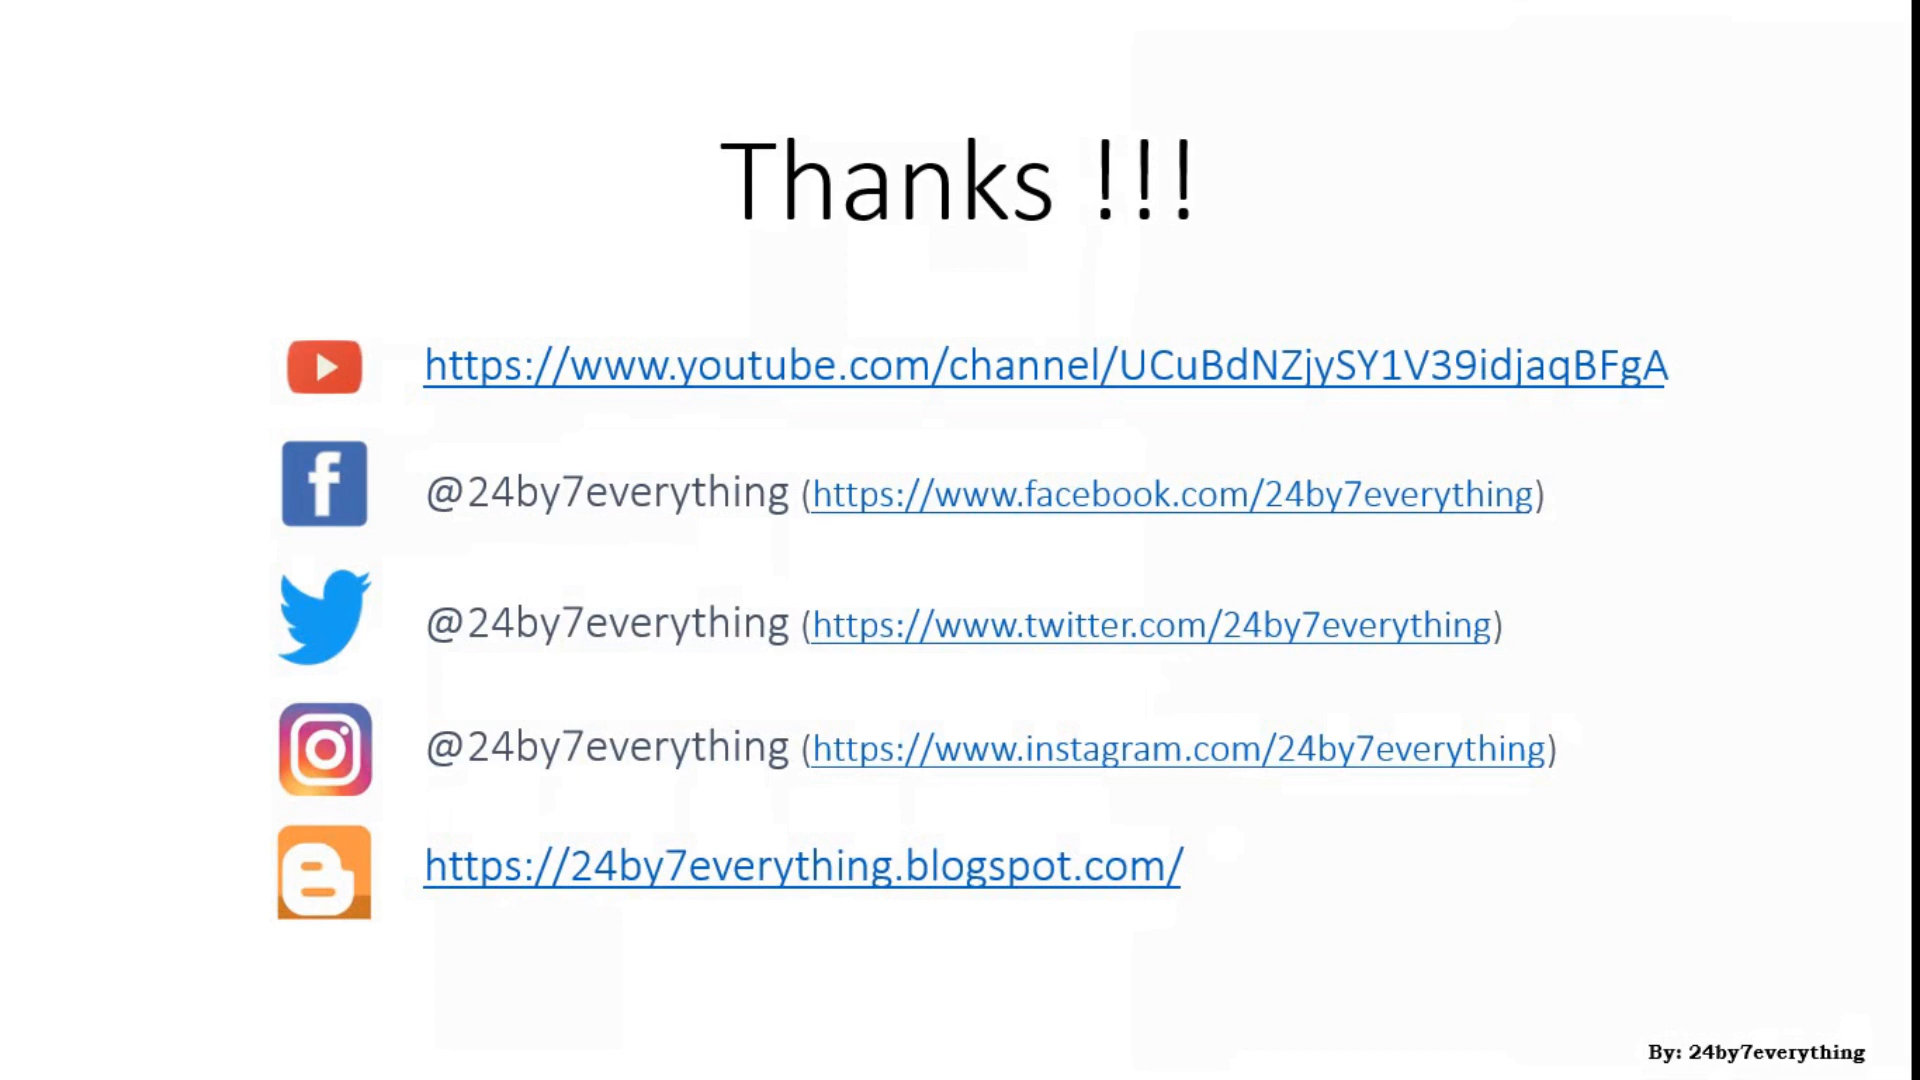 Thanks !!!
https://www.youtube.com/channel/UCuBdNZjySY1V39idjaqBFgA
@24by7everything (https://www.facebook.com/24by7everything)
@24by7everything (https://www.twitter.com/24by7everything)
@24by7everything (https://www.instagram.com/24by7everything)
https://24by7everything.blogspot.com/
By: 24by7everything